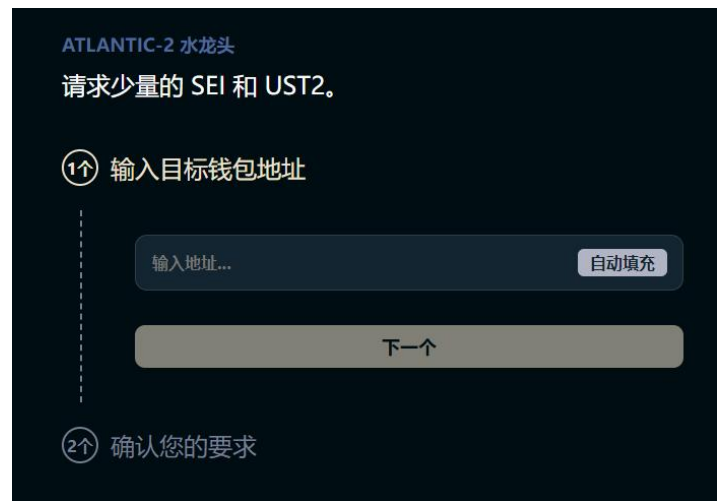 ATLANTIC-2 水龙头
请求少量的 SEI 和 UST2。
1个 输入目标钱包地址
输入地址... 自动填充
下一个
2个 确认您的要求